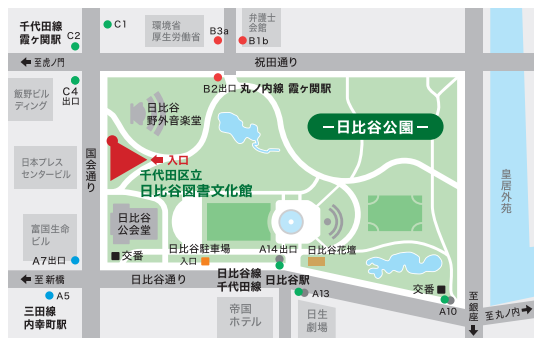 千代田線
霞ケ関駅
C2
C1
環境省
厚生労働省
弁護士
会館
B3a
B1b
至虎ノ門
祝田通り
飯野ビル
ディング
C4
出口
B2出口 丸ノ内線 霞ケ関駅
日比谷
野外音楽堂
日比谷公園
国会通り
日本プレス
センタービル
入口
千代田区立
日比谷図書文化館
皇居外苑
富国生命
ビル
日比谷
公会堂
A7出口
交番
日比谷駐車場
入口
A14出口
日比谷花壇
至新橋
日比谷通り
日比谷線
千代田線
日比谷駅
A13
交番
A10
至銀座
至丸ノ内
A5
三田線
内幸町駅
帝国
ホテル
日生
劇場